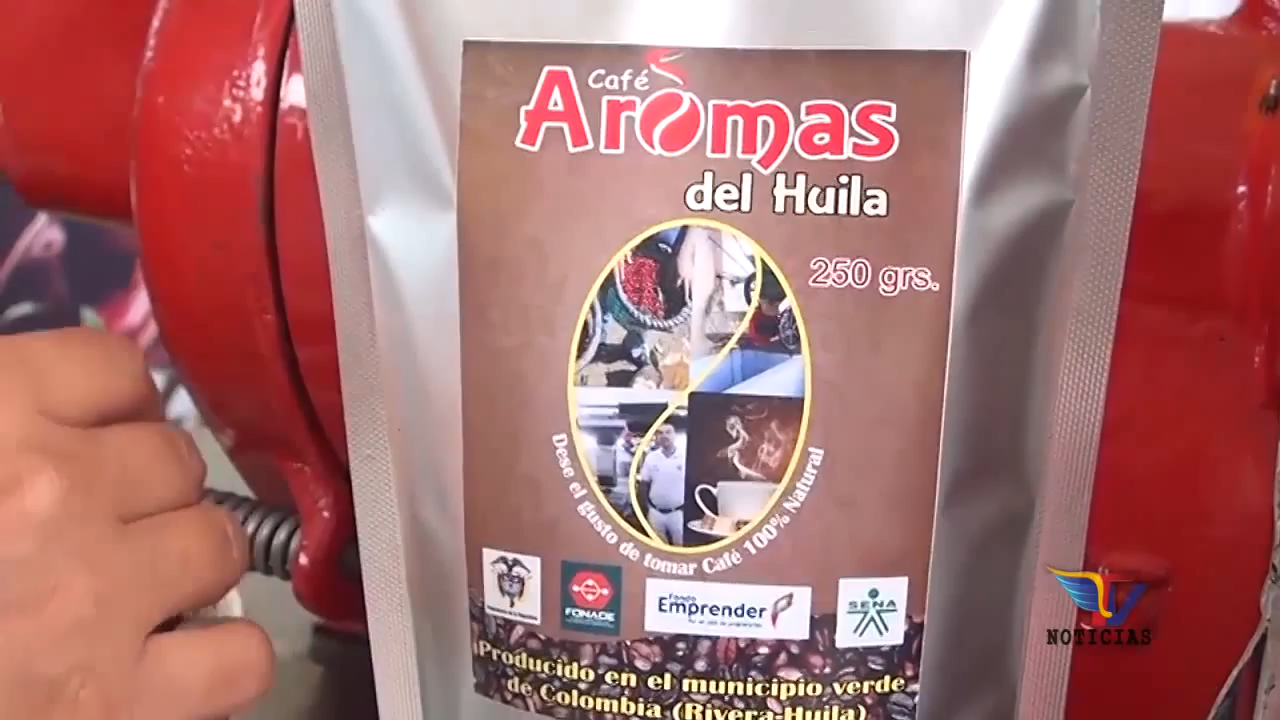 Café
Aromas
del Huila
250 grs.
Dese el gusto de tomar Café 100% Natural
FONADE
Fondo
Emprender
SENA
Producido en el municipio verde
de Colombia (Rivera-Huila)
NOTICIAS